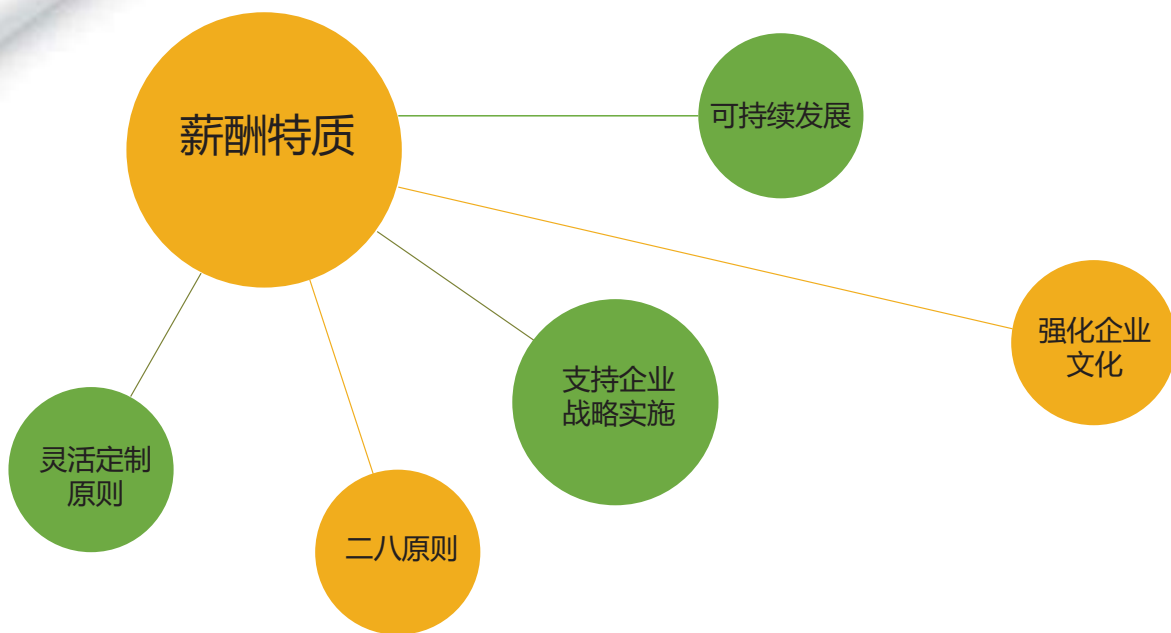 薪酬特质
可持续发展
强化企业
文化
支持企业
战略实施
灵活定制
原则
二八原则